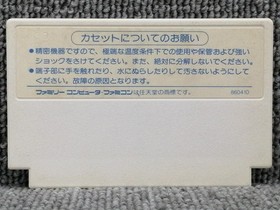 カセットについてのお願い
●精密機器ですので、極端な温度条件下での使用や保管および強い
ショックをさけてください。また、絶対に分解しないでください。
●端子部に手を触れたり、水にぬらしたりして汚さないようにして
ください。故障の原因となります。
ファミリーコンピュータ・ファミコンは任天堂の商標です。